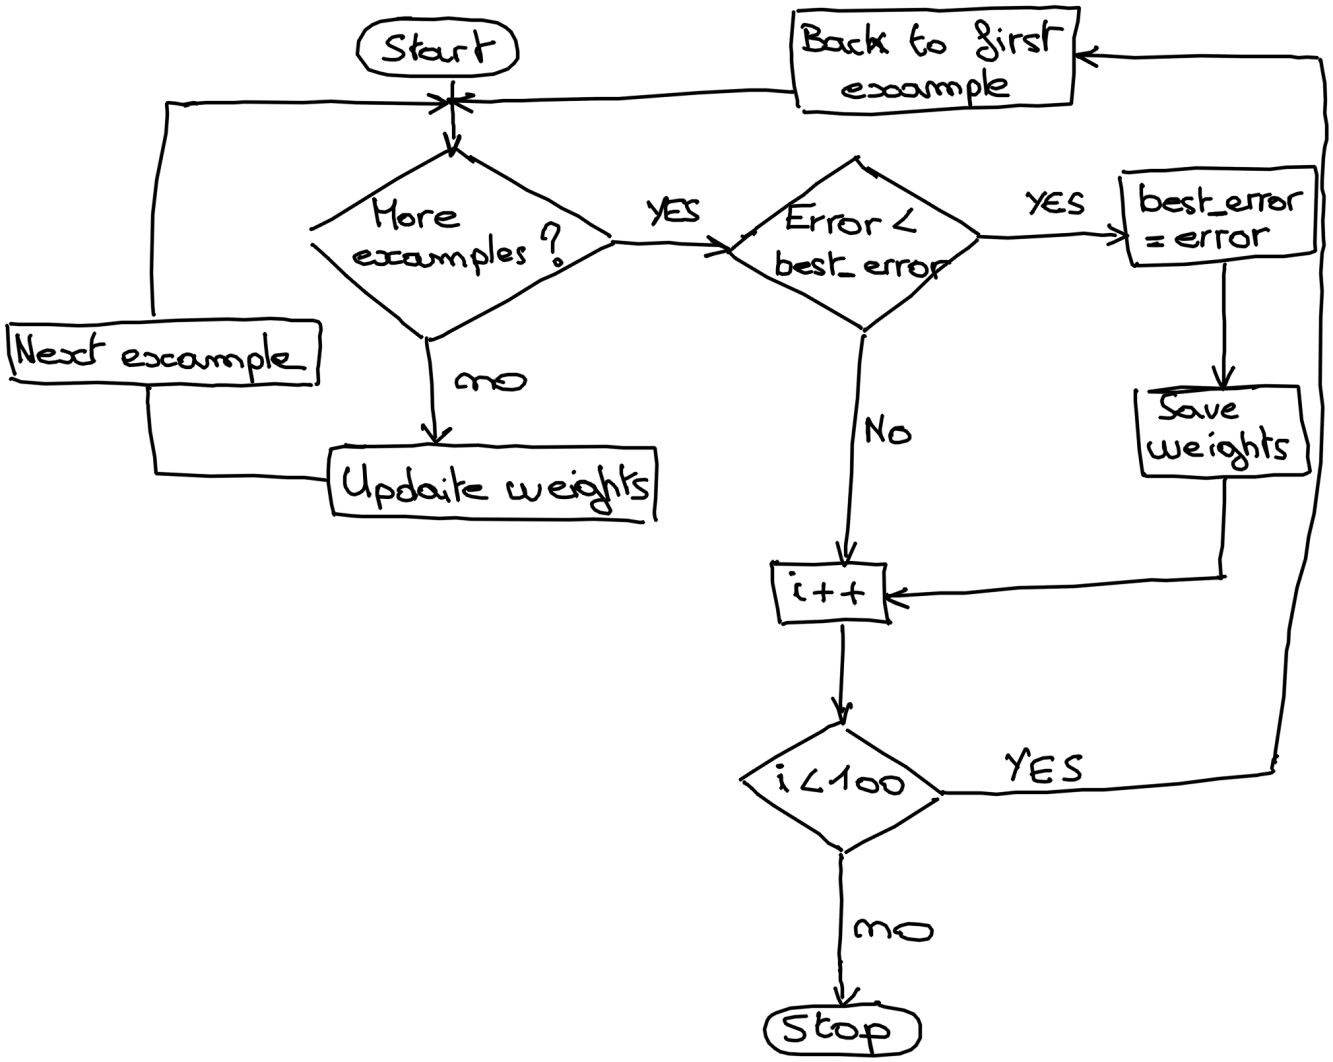 Start
Back to first
example
More
examples ?
YES
Error <
best_error
YES
best_error
= error
Next example
no
Update weights
No
Save
weights
i++
i<100
YES
no
Stop